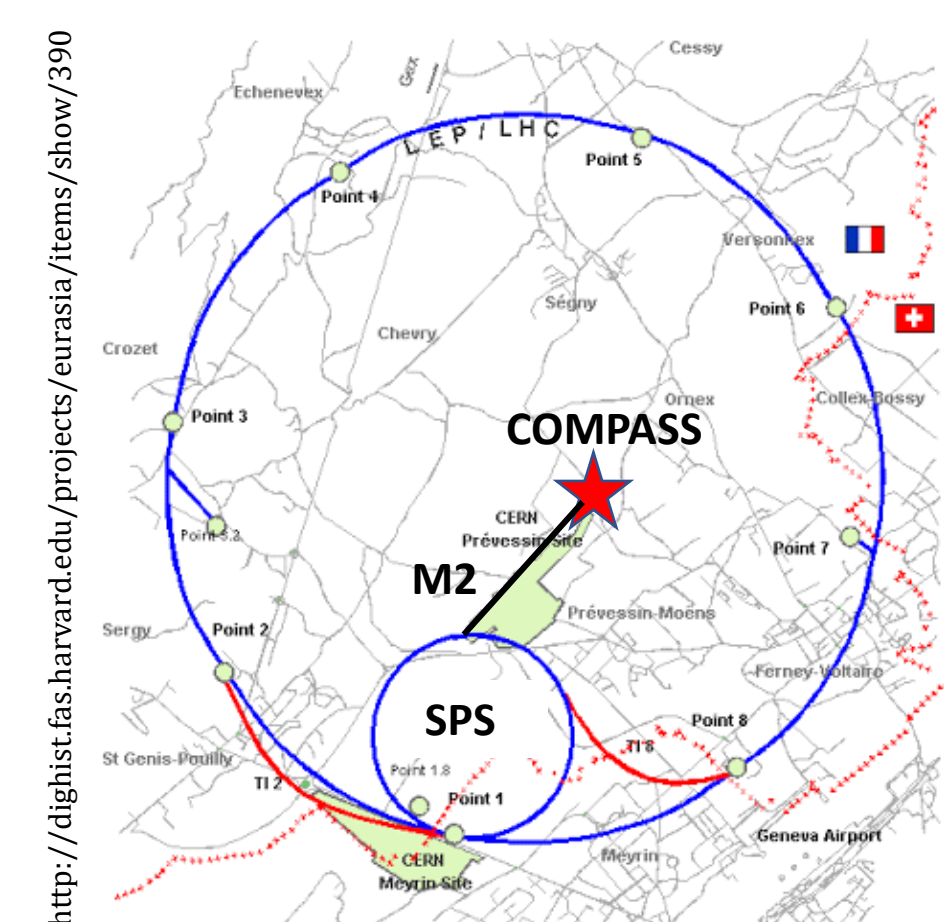 http://dighist.fas.harvard.edu/projects/eurasia/items/show/390
Cessy
Gex
Echenevex
LEP/LHC
Point 5
Point 4
Versonnex
Ségny
Point 6
Chevry
Crozet
Ornex
Collex-Bossy
Point 3
COMPASS
CERN
Prévessin Site
Point 3.2
Point 7
M2
Prévessin-Moëns
Sergy
Point 2
Ferney-Voltaire
SPS
Point 8
TI 8
St Genis-Pouilly
Point 1.8
TI 2
Point 1
Geneva Airport
CERN
Meyrin Site
Meyrin